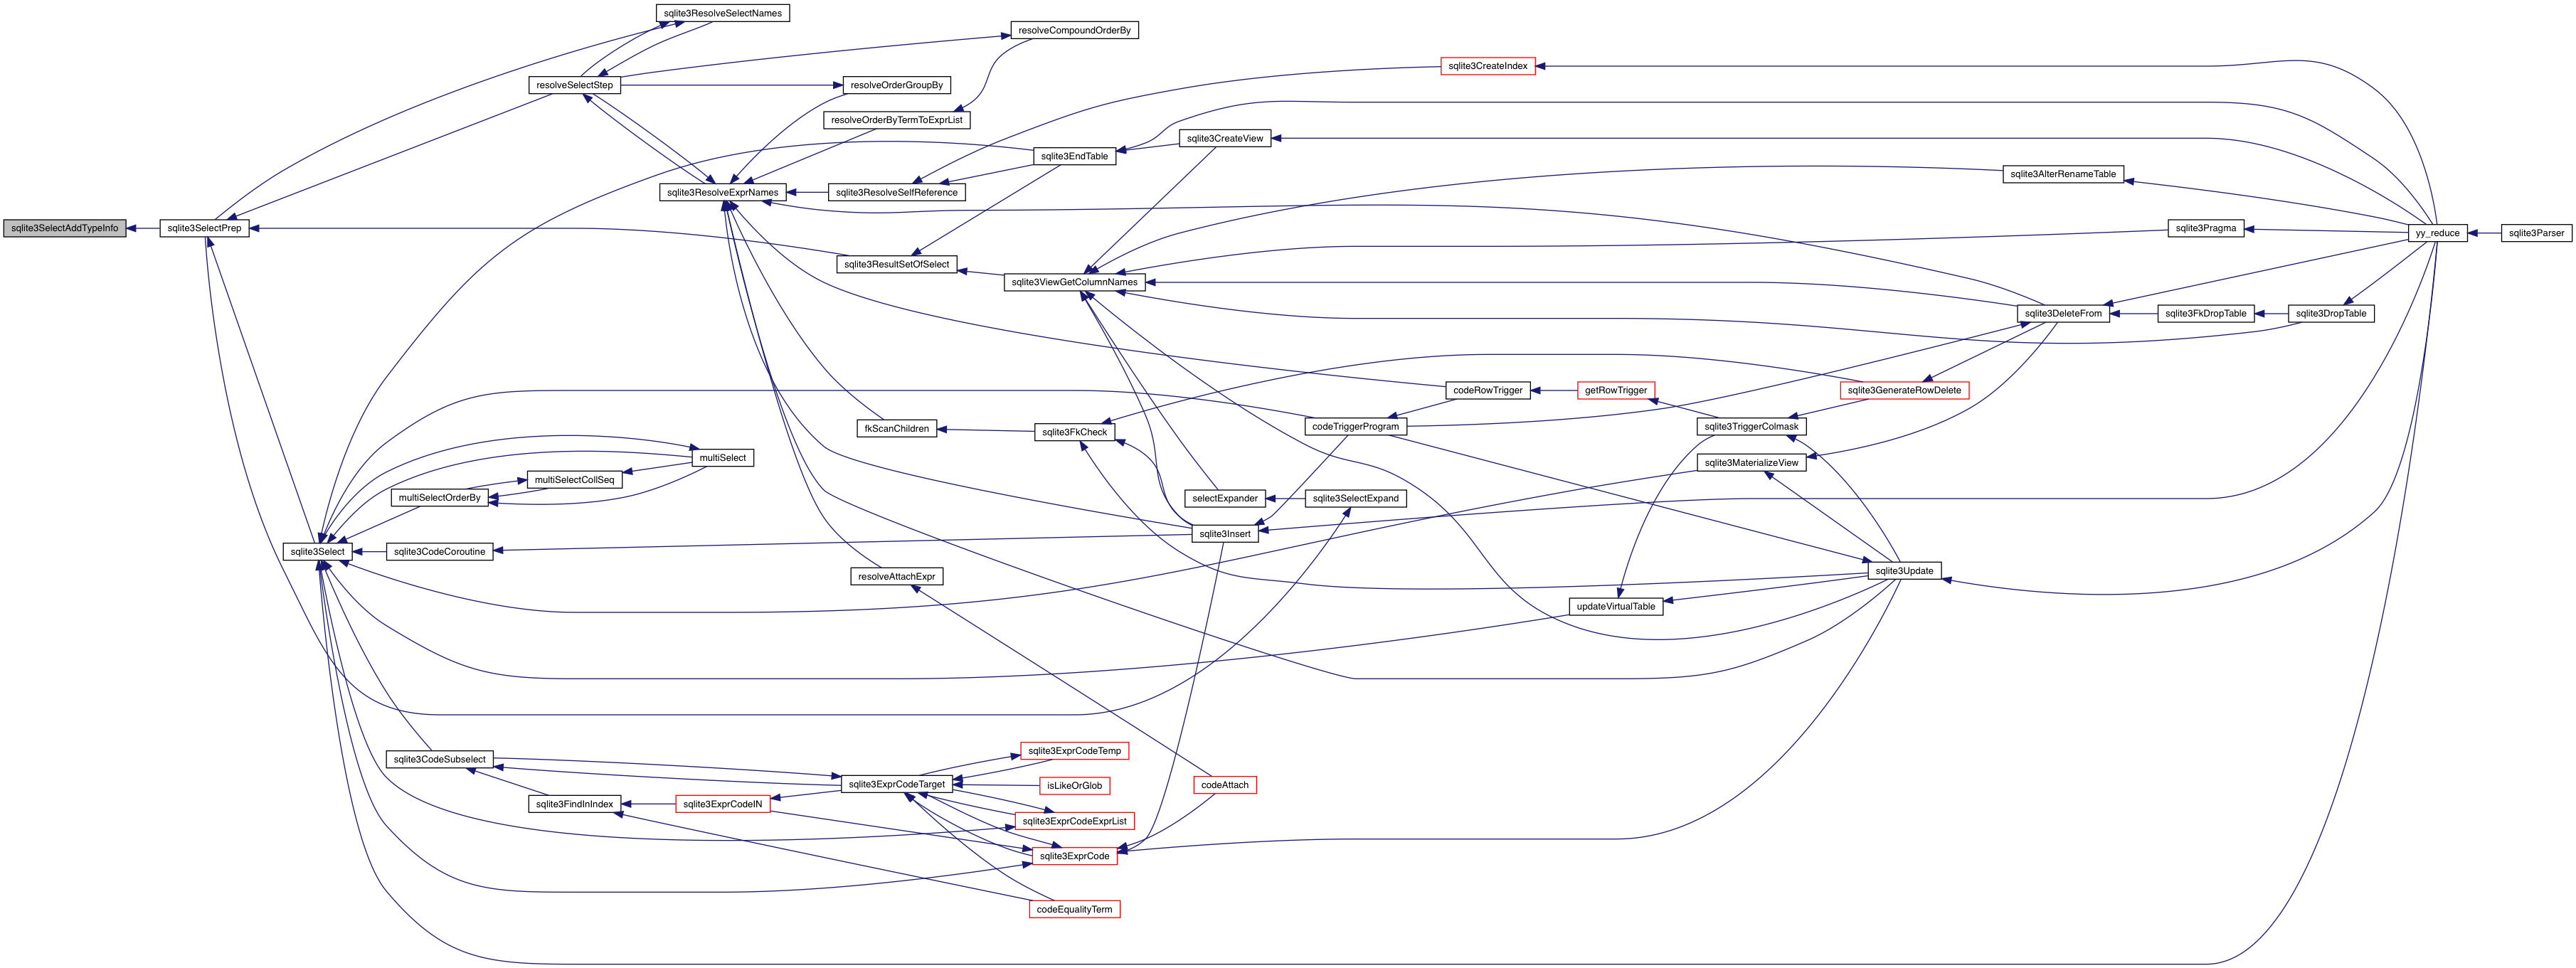 sqlite3ResolveSelectNames
resolveCompoundOrderBy
sqlite3CreateIndex
resolveSelectStep
resolveOrderGroupBy
resolveOrderByTermToExprList
sqlite3CreateView
sqlite3EndTable
sqlite3AlterRenameTable
sqlite3ResolveExprNames
sqlite3ResolveSelfReference
sqlite3SelectAddTypeInfo
sqlite3SelectPrep
sqlite3Pragma
yy_reduce
sqlite3Parser
sqlite3ResultSetOfSelect
sqlite3ViewGetColumnNames
sqlite3DeleteFrom
sqlite3FkDropTable
sqlite3DropTable
codeRowTrigger
getRowTrigger
sqlite3GenerateRowDelete
fkScanChildren
sqlite3FkCheck
codeTriggerProgram
sqlite3TriggerColmask
multiSelect
sqlite3MaterializeView
multiSelectCollSeq
multiSelectOrderBy
selectExpander
sqlite3SelectExpand
sqlite3Insert
sqlite3Select
sqlite3CodeCoroutine
resolveAttachExpr
sqlite3Update
updateVirtualTable
sqlite3CodeSubselect
sqlite3ExprCodeTemp
sqlite3ExprCodeTarget
isLikeOrGlob
codeAttach
sqlite3FindInIndex
sqlite3ExprCodeIN
sqlite3ExprCodeExprList
sqlite3ExprCode
codeEqualityTerm